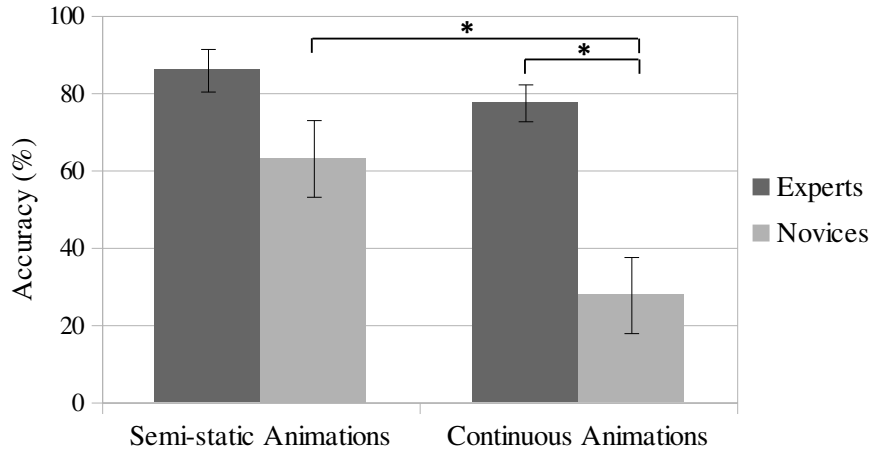 100
80
60
40
20
0
Accuracy (%)
*
*
Semi-static Animations
Continuous Animations
Experts
Novices